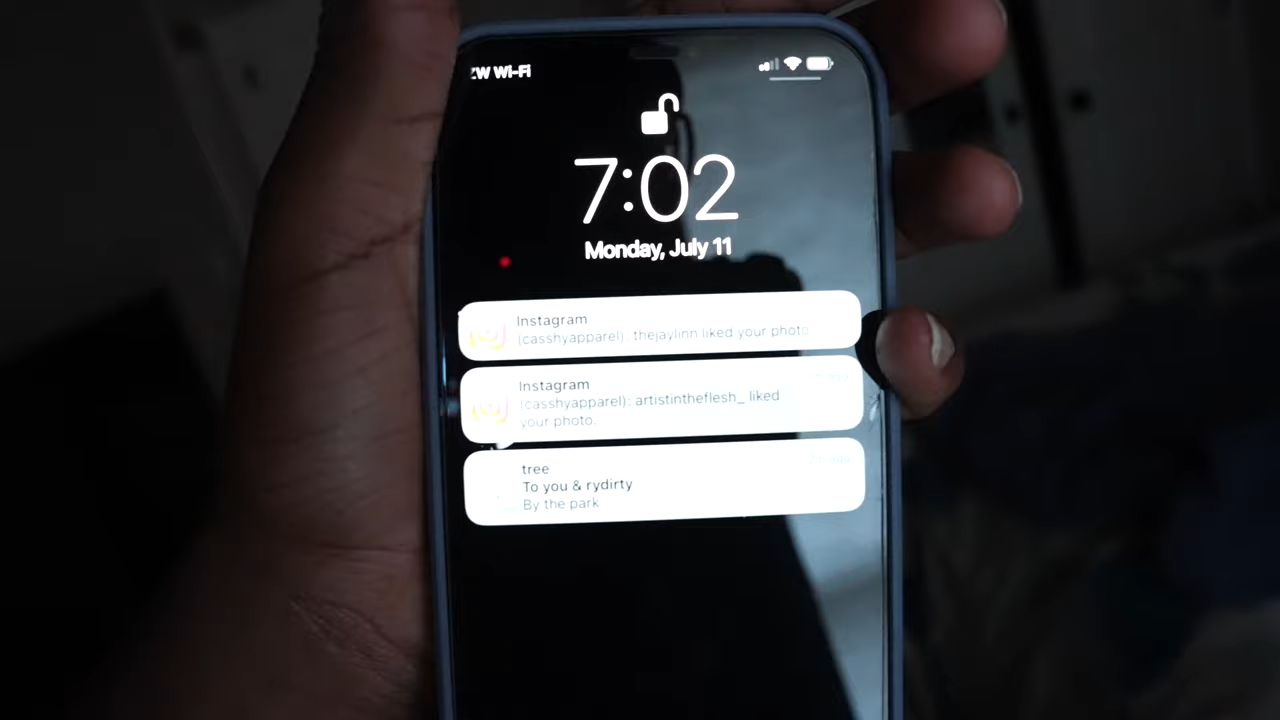 W Wi-Fi
7:02
Monday, July 11
Instagram
(casshyapparel): thejaylinn liked your photo.
Instagram
(casshyapparel): artistintheflesh_ liked
your photo.
tree
To you & rydirty
By the park